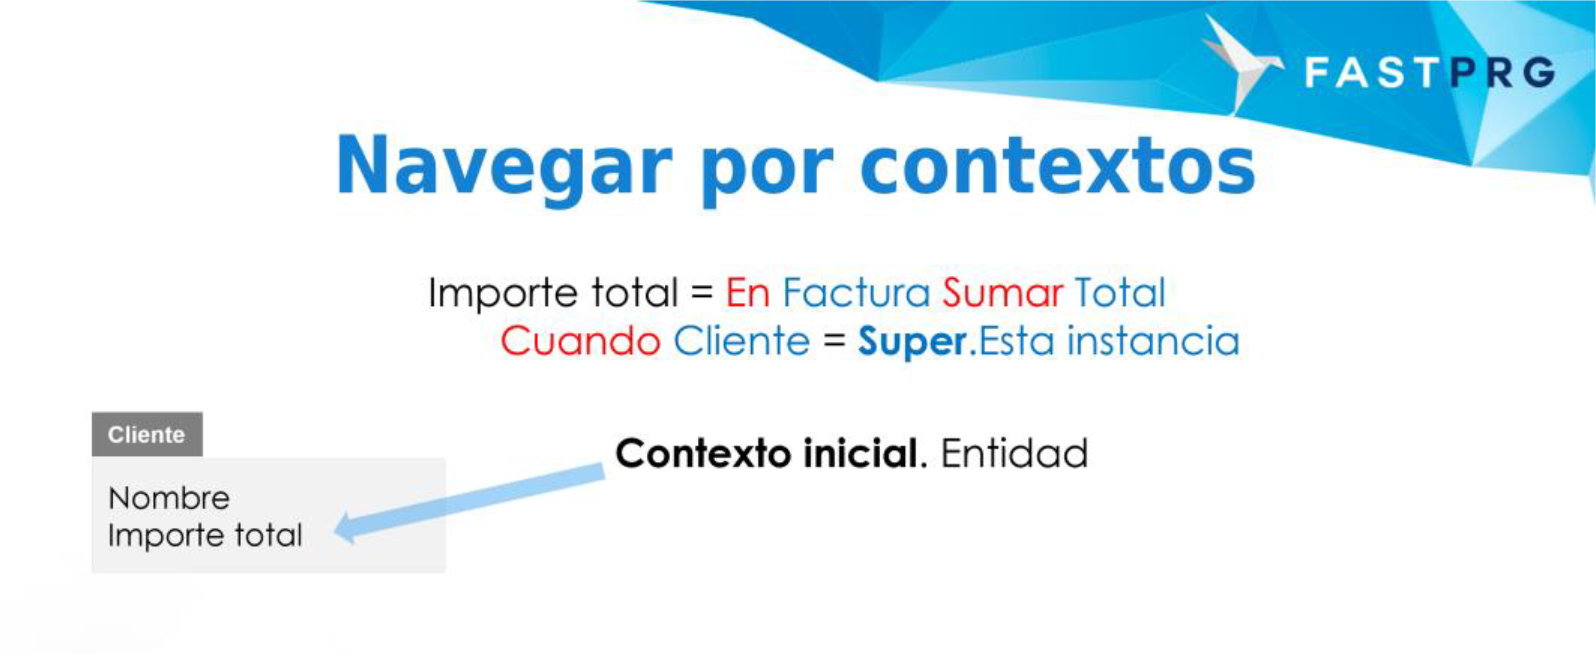 FASTPRG
Navegar por contextos
Importe total = En Factura Sumar Total
Cuando Cliente = Super.Esta instancia
Cliente
Contexto inicial. Entidad
Nombre
Importe total